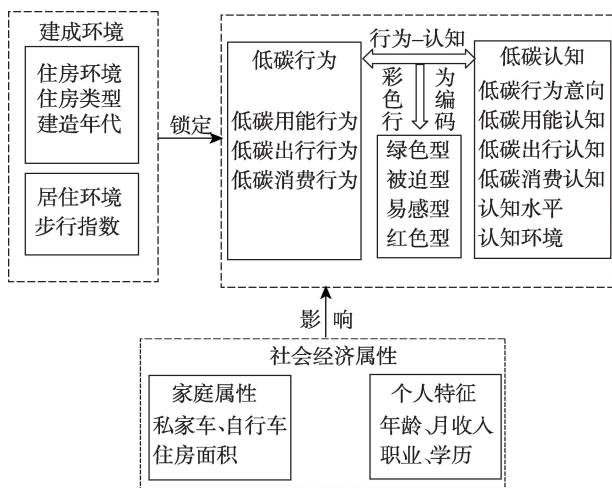 建成环境
住房环境
住房类型
建造年代
居住环境
步行指数
锁定
低碳行为
低碳用能行为
低碳出行行为
低碳消费行为
行为–认知
彩色行
为编码
绿色型
被迫型
易感型
红色型
低碳认知
低碳行为意向
低碳用能认知
低碳出行认知
低碳消费认知
认知水平
认知环境
影响
社会经济属性
家庭属性
私家车、自行车
住房面积
个人特征
年龄、月收入
职业、学历